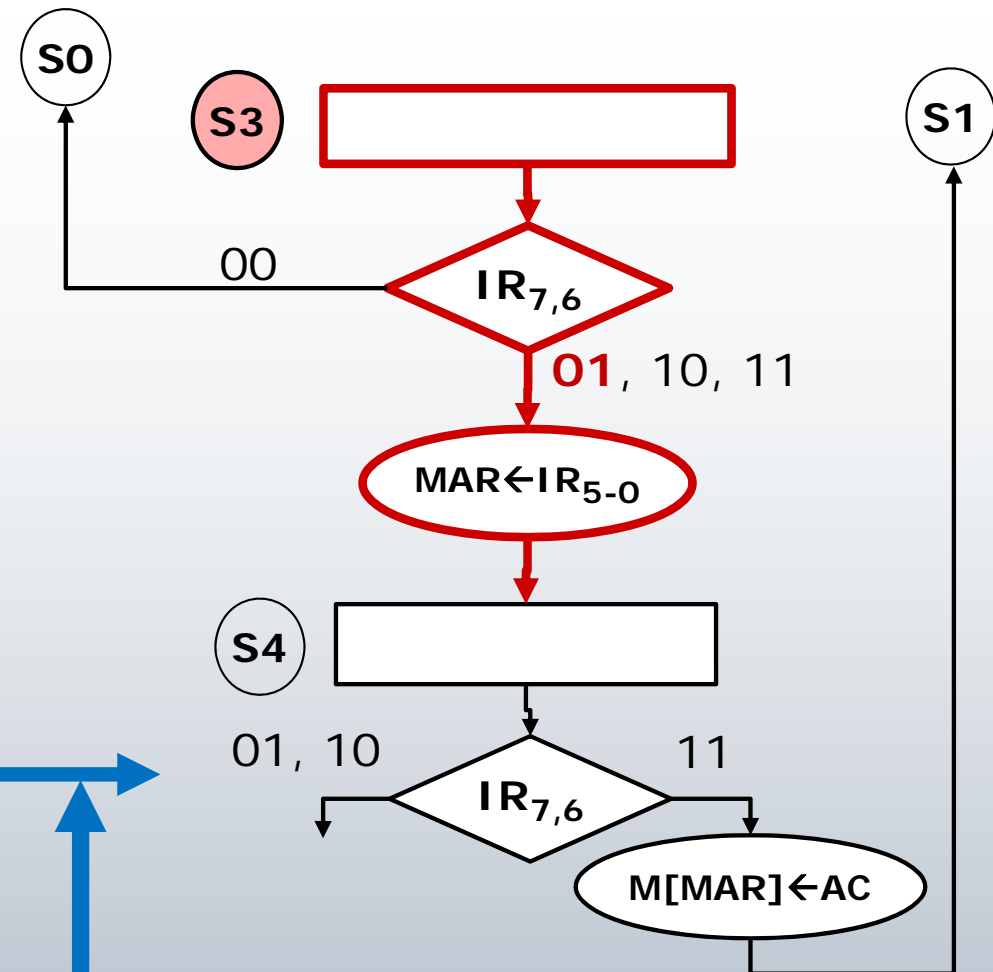 S0
S3
S1
00
IR7,6
01, 10, 11
MAR←IR5-0
S4
01, 10
11
IR7,6
M[MAR]←AC